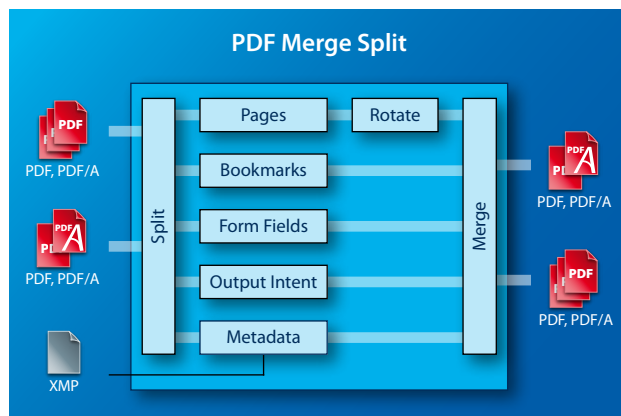 PDF Merge Split
Pages
Rotate
PDF
PDF, PDF/A
Bookmarks
PDF
PDF, PDF/A
Split
Form Fields
Merge
PDF
PDF, PDF/A
Output Intent
PDF
PDF, PDF/A
Metadata
XMP